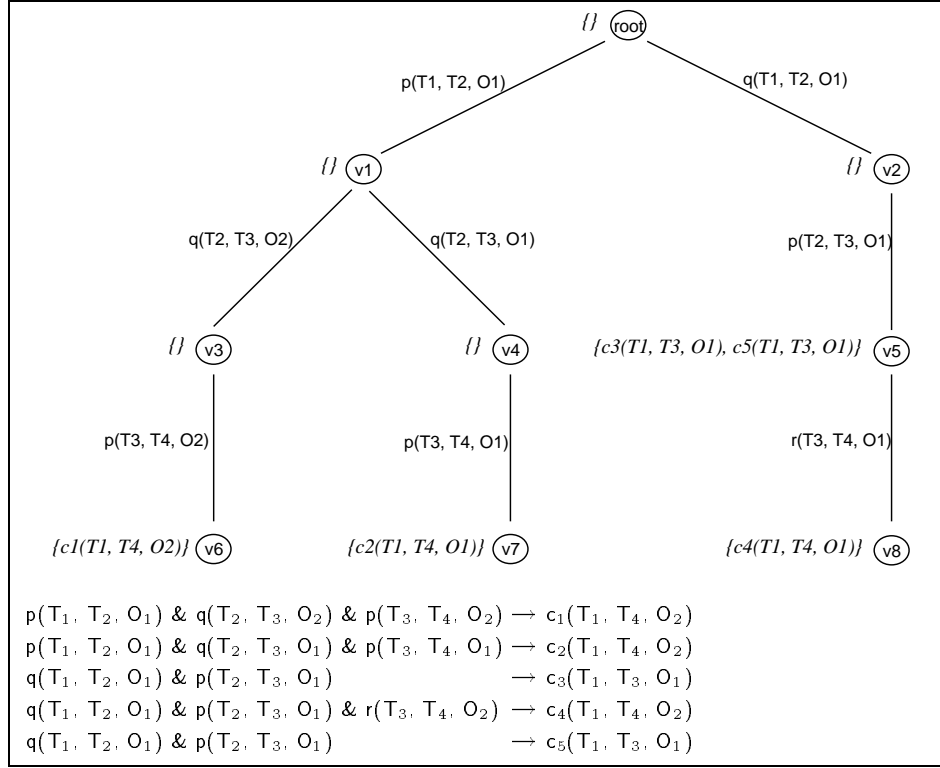 {} root
p(T1, T2, O1) q(T1, T2, O1)
{} v1 {} v2
q(T2, T3, O2) q(T2, T3, O1) p(T2, T3, O1)
{} v3 {} v4 {c3(T1, T3, O1), c5(T1, T3, O1)} v5
p(T3, T4, O2) p(T3, T4, O1) r(T3, T4, O1)
{c1(T1, T4, O2)} v6 {c2(T1, T4, O1)} v7 {c4(T1, T4, O1)} v8
p(T₁, T₂, O₁) & q(T₂, T₃, O₂) & p(T₃, T₄, O₂) → c₁(T₁, T₄, O₂)
p(T₁, T₂, O₁) & q(T₂, T₃, O₁) & p(T₃, T₄, O₁) → c₂(T₁, T₄, O₂)
q(T₁, T₂, O₁) & p(T₂, T₃, O₁) → c₃(T₁, T₃, O₁)
q(T₁, T₂, O₁) & p(T₂, T₃, O₁) & r(T₃, T₄, O₂) → c₄(T₁, T₄, O₂)
q(T₁, T₂, O₁) & p(T₂, T₃, O₁) → c₅(T₁, T₃, O₁)